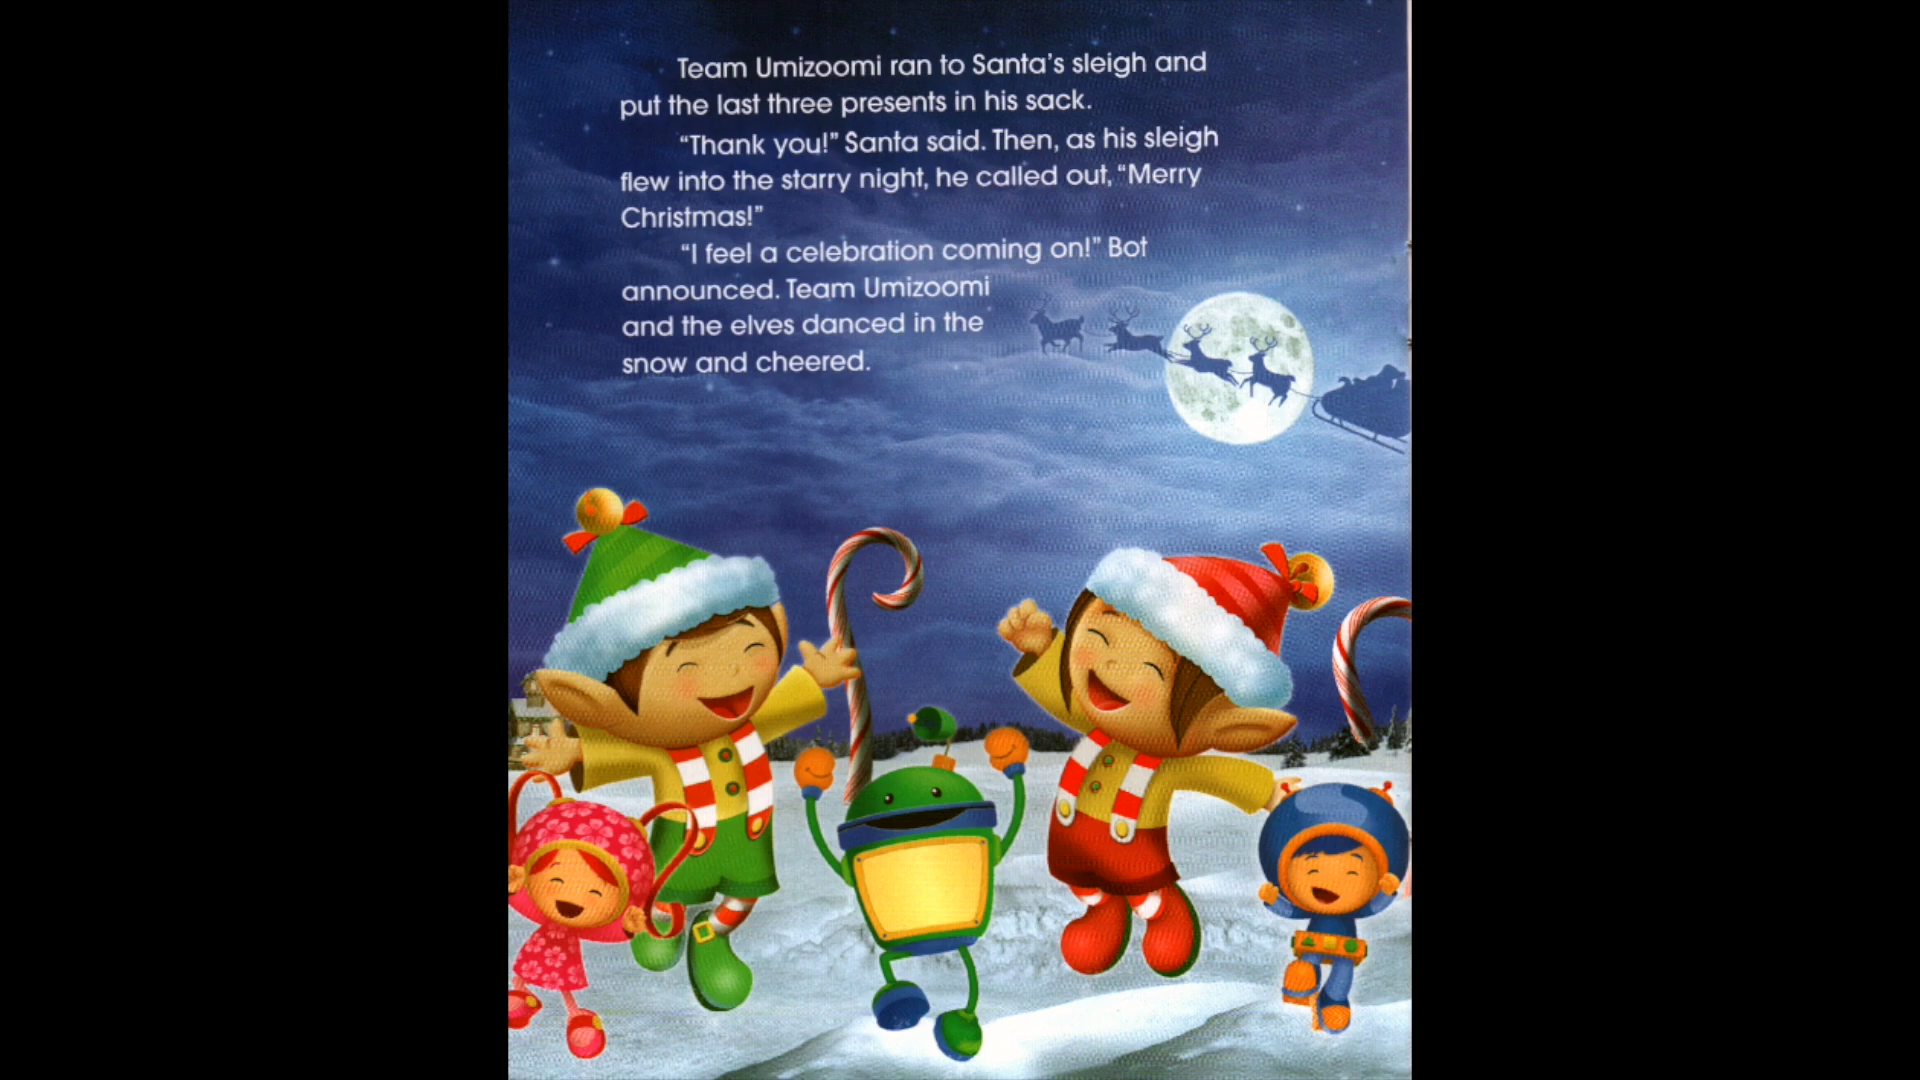 Team Umizoomi ran to Santa's sleigh and
put the last three presents in his sack.
“Thank you!” Santa said. Then, as his sleigh
flew into the starry night, he called out, “Merry
Christmas!”
“I feel a celebration coming on!” Bot
announced. Team Umizoomi
and the elves danced in the
snow and cheered.